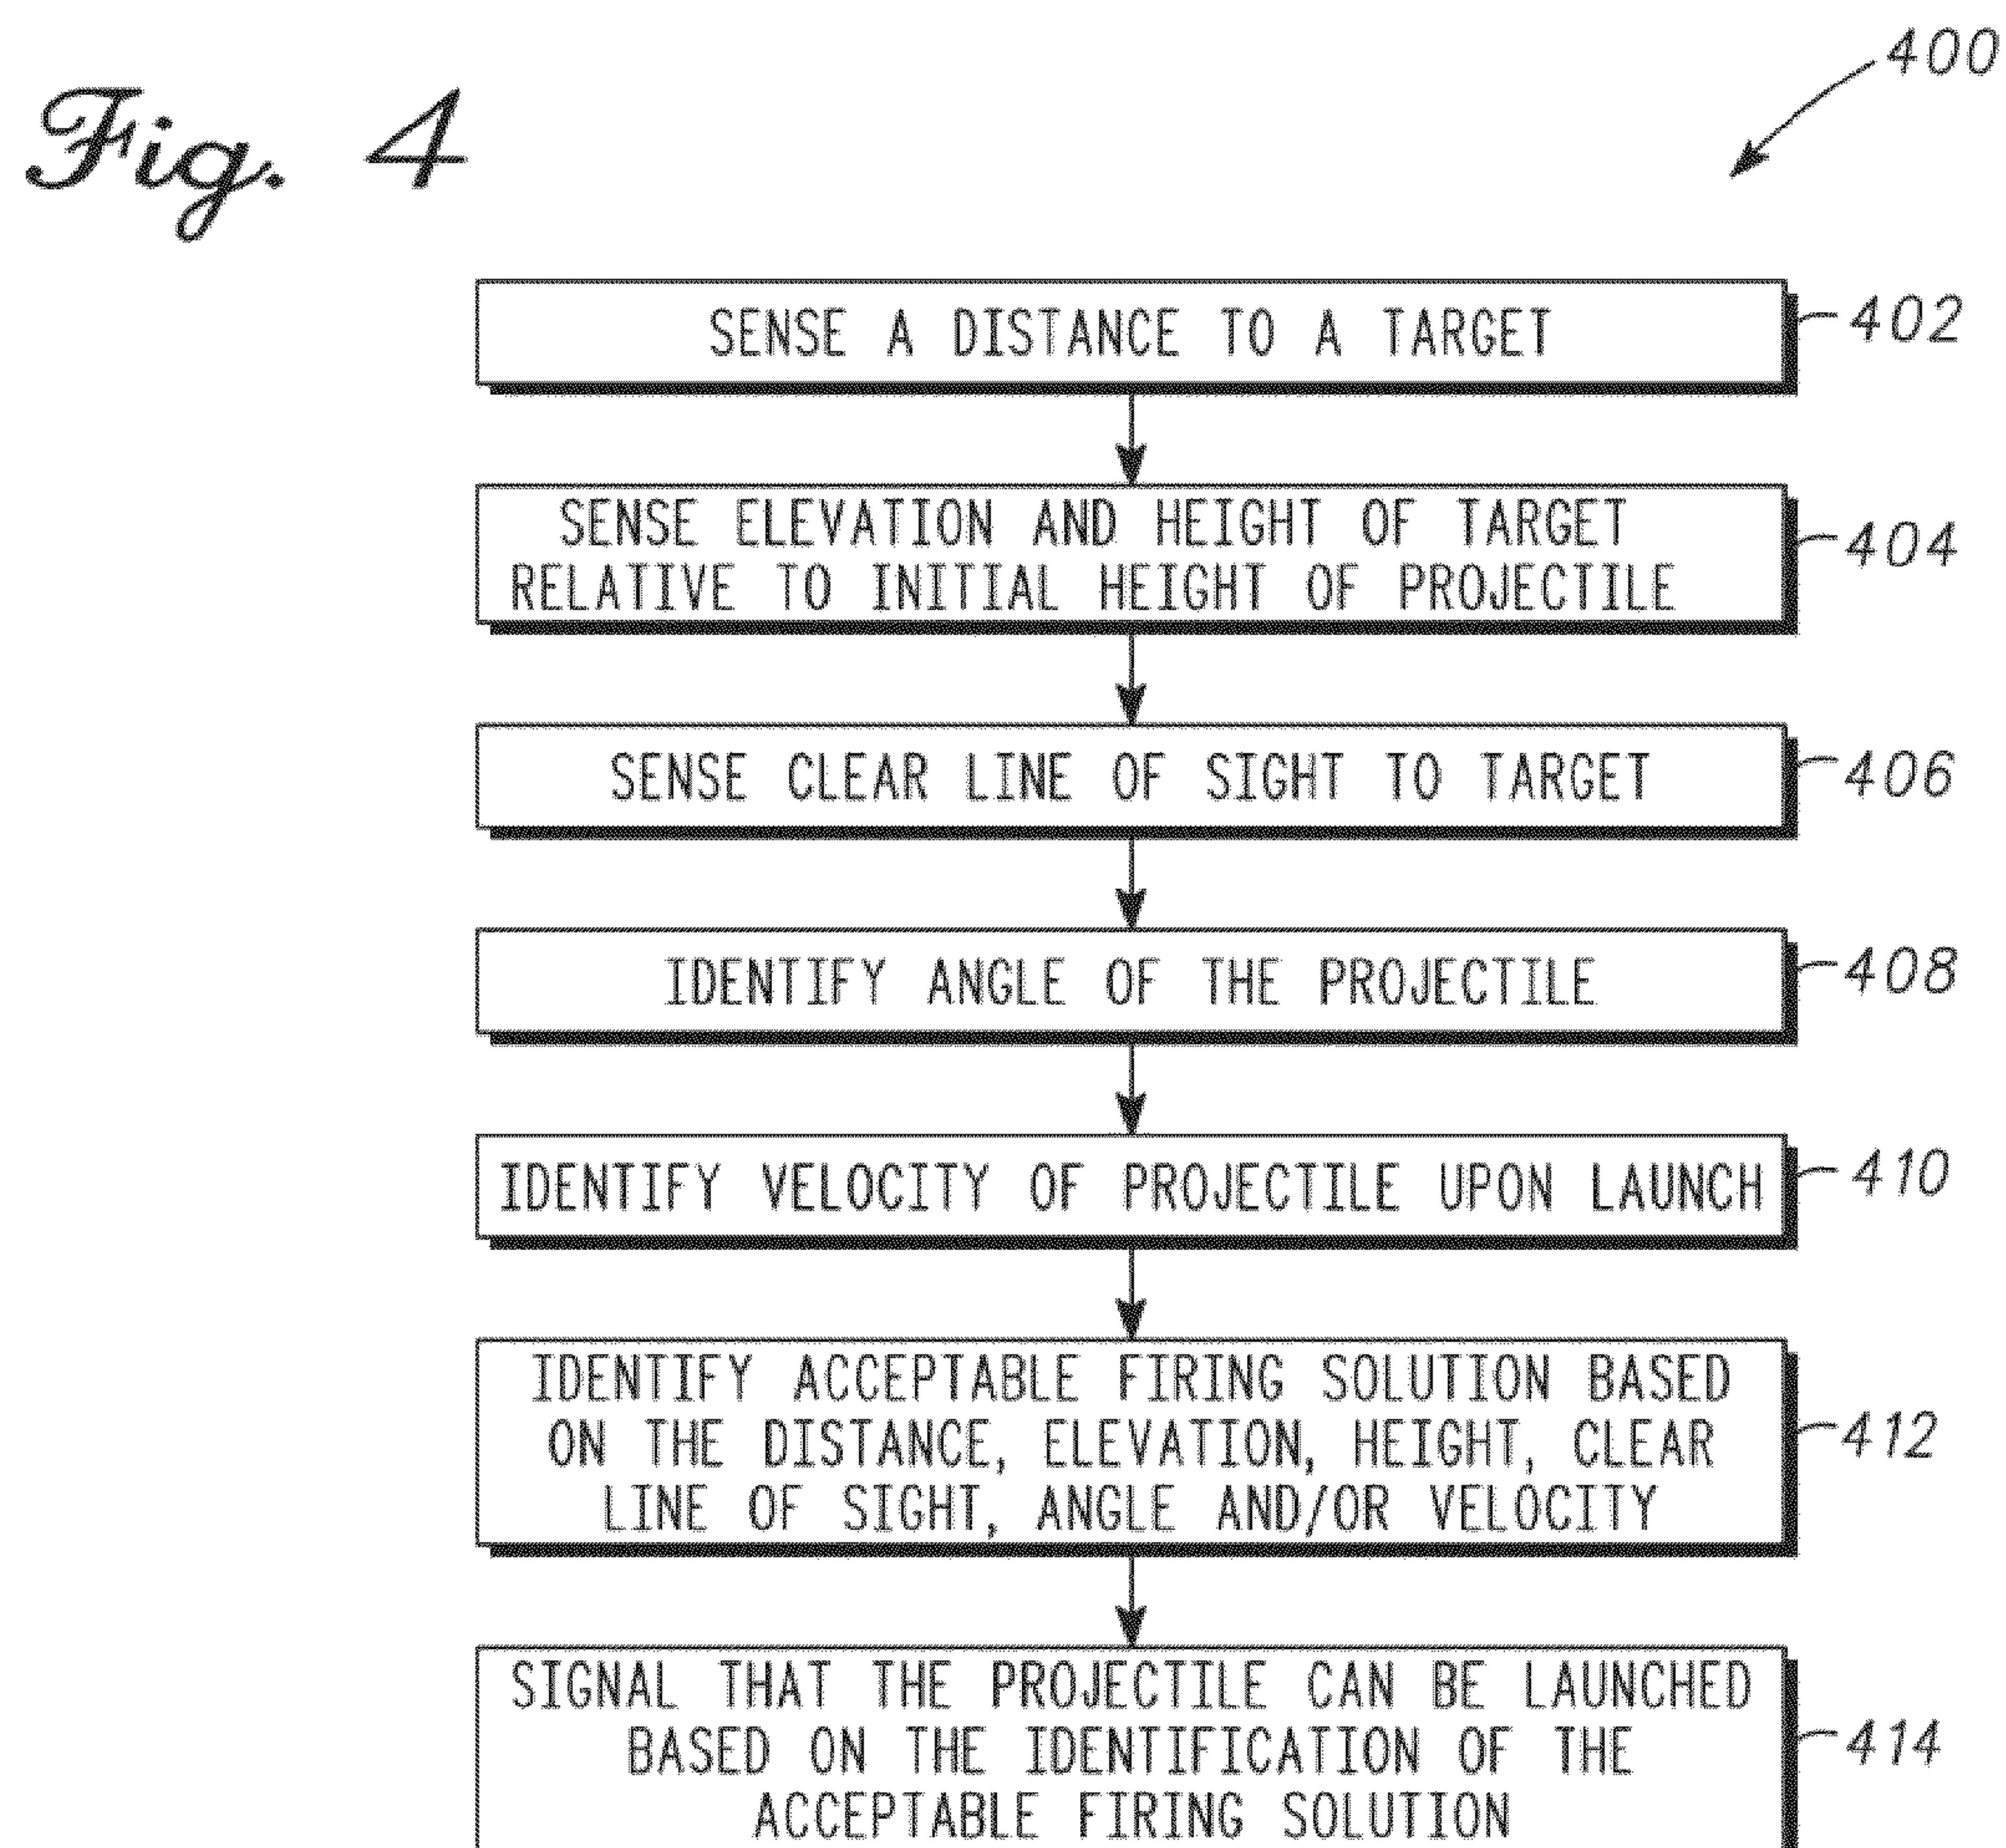 400
Fig. 4
SENSE A DISTANCE TO A TARGET
402
SENSE ELEVATION AND HEIGHT OF TARGET
RELATIVE TO INITIAL HEIGHT OF PROJECTILE
404
SENSE CLEAR LINE OF SIGHT TO TARGET
406
IDENTIFY ANGLE OF THE PROJECTILE
408
IDENTIFY VELOCITY OF PROJECTILE UPON LAUNCH
410
IDENTIFY ACCEPTABLE FIRING SOLUTION BASED
ON THE DISTANCE, ELEVATION, HEIGHT, CLEAR
LINE OF SIGHT, ANGLE AND/OR VELOCITY
412
SIGNAL THAT THE PROJECTILE CAN BE LAUNCHED
BASED ON THE IDENTIFICATION OF THE
ACCEPTABLE FIRING SOLUTION
414